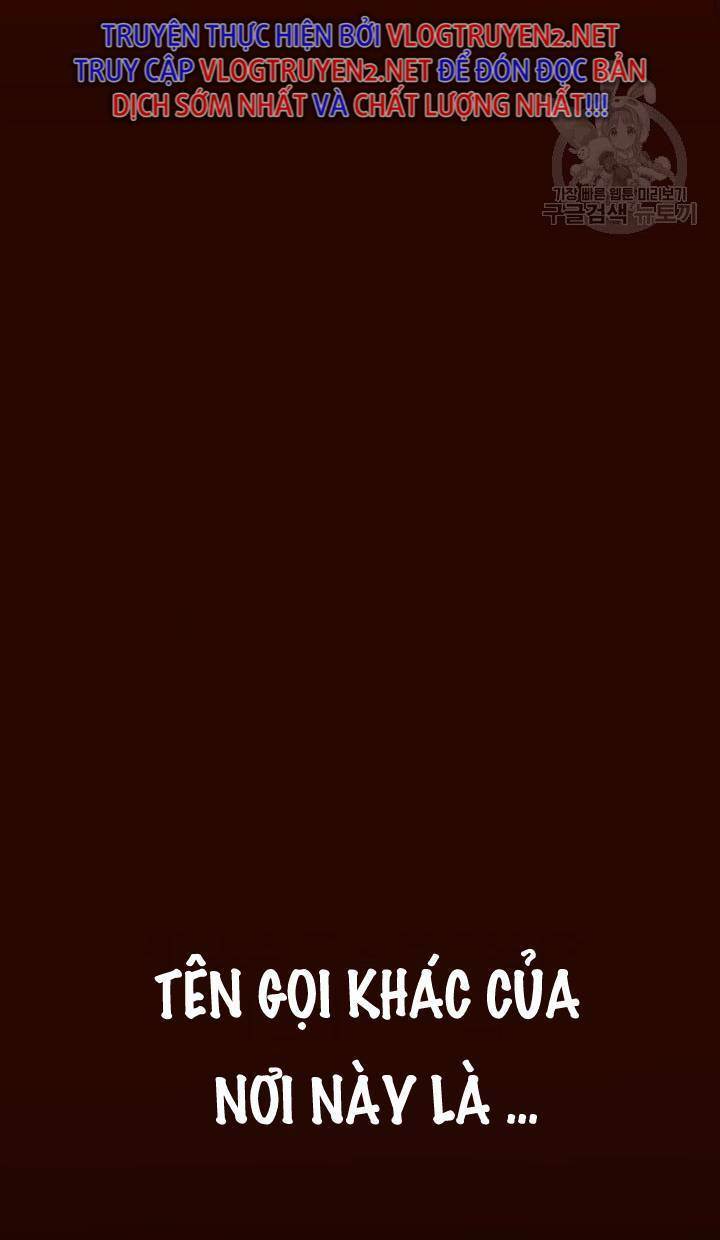 TRUYỆN THỰC HIỆN BỞI VLOGTRUYEN2.NET
TRUY CẬP VLOGTRUYEN2.NET ĐỂ ĐÓN ĐỌC BẢN
DỊCH SỚM NHẤT VÀ CHẤT LƯỢNG NHẤT!!!
가장 빠른 웹툰 미리보기
구글검색 뉴토끼
TÊN GỌI KHÁC CỦA
NƠI NÀY LÀ ...